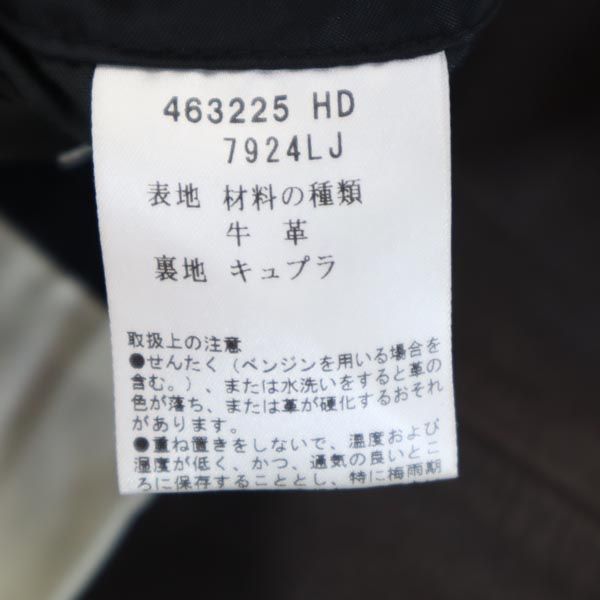 463225 HD
7924LJ
表地 材料の種類
牛 革
裏地 キュプラ
取扱上の注意
●せんたく（ベンジンを用いる場合を
含む。）、または水洗いをすると革の
色が落ち、または革が硬化するおそれ
があります。
●重ね置きをしないで、温度および
湿度が低く、かつ、通気の良いとこ
ろに保存することとし、特に梅雨期